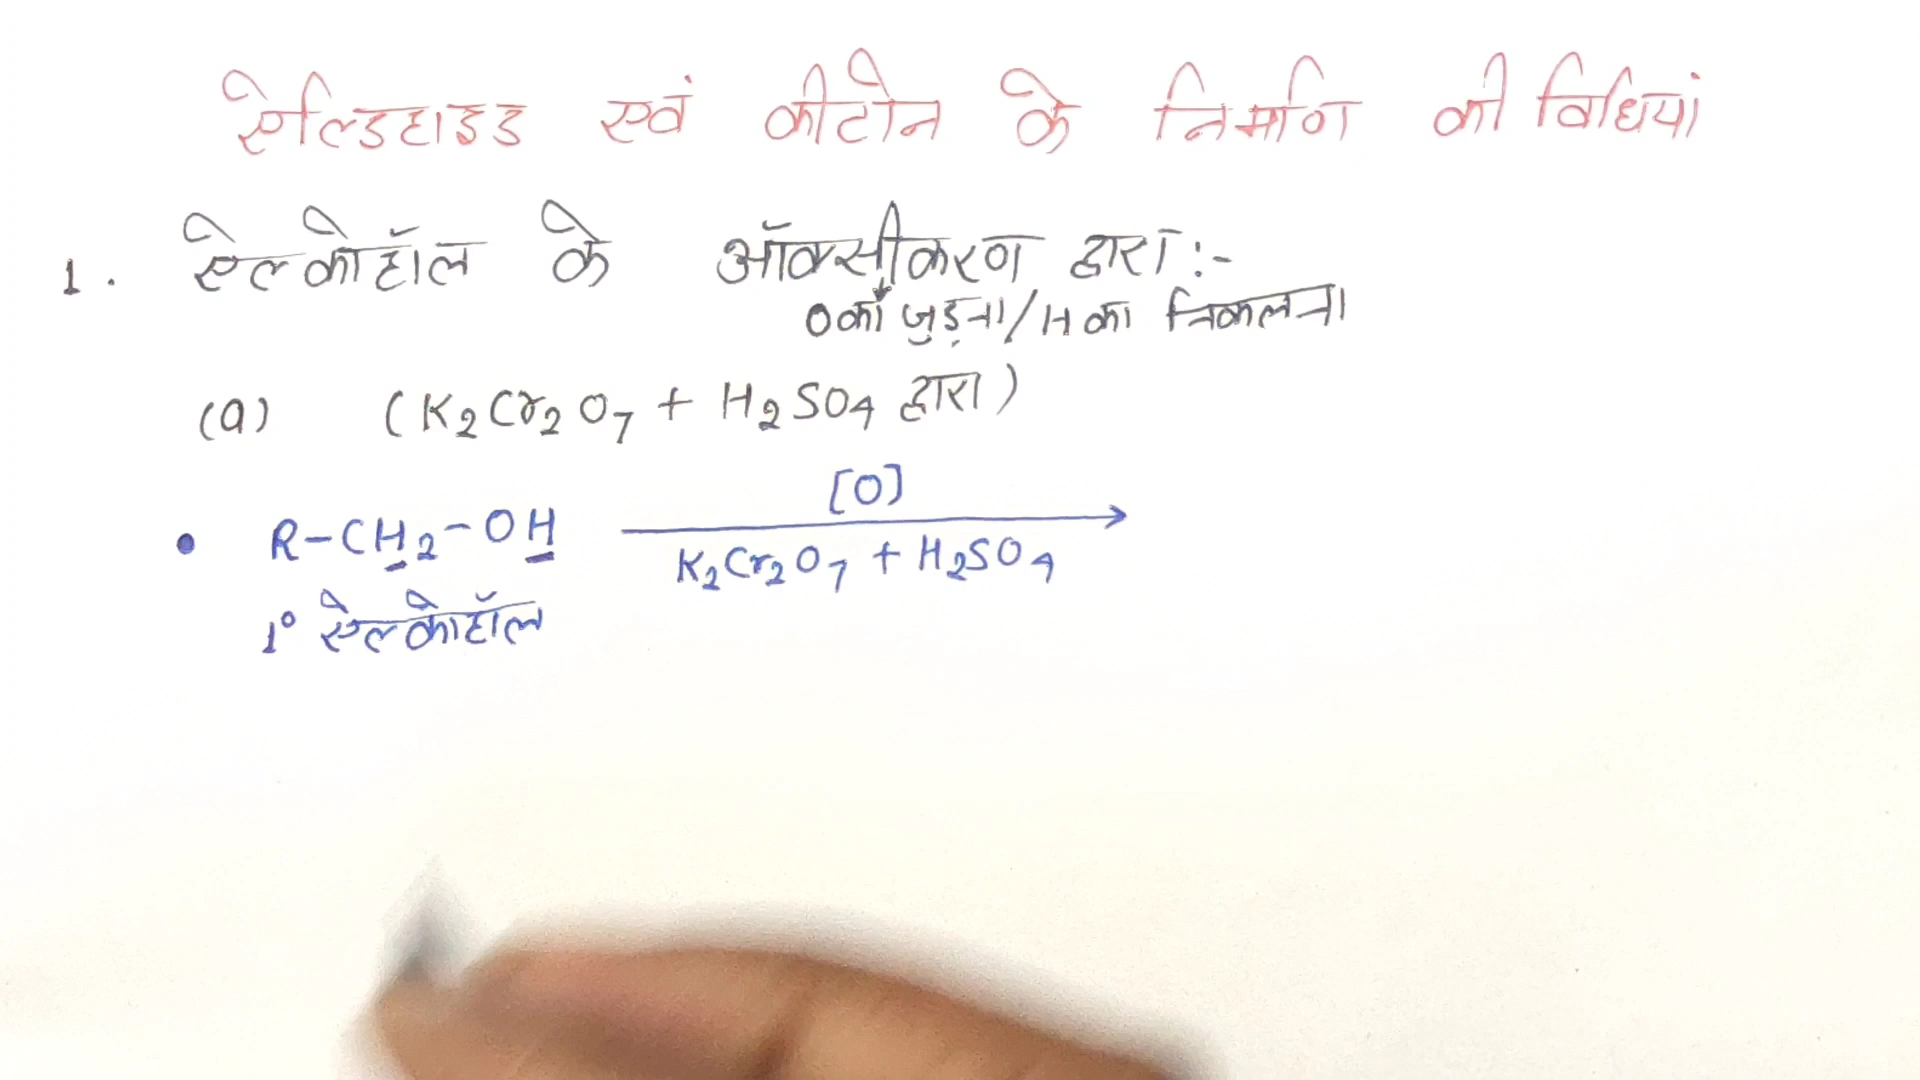 ऐल्डिहाइड एवं कीटोन के निर्माण की विधियां
1. ऐल्कोहॉल के ऑक्सीकरण द्वारा :-
O का जुड़ना / H का निकलना
(a) (K₂Cr₂O₇ + H₂SO₄ द्वारा)
[O]
• R-CH₂-OH ⟶
K₂Cr₂O₇ + H₂SO₄
1° ऐल्कोहॉल